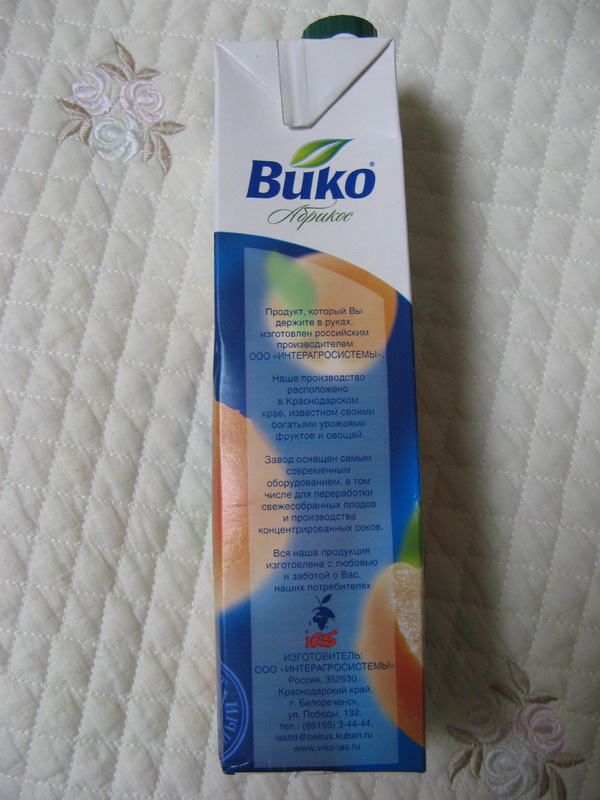 Вико®
Абрикос
Продукт, который Вы
держите в руках,
изготовлен российским
производителем
ООО «ИНТЕРАГРОСИСТЕМЫ».
Наше производство
расположено
в Краснодарском
крае, известном своими
богатыми урожаями
фруктов и овощей.
Завод оснащен самым
современным
оборудованием, в том
числе для переработки
свежесобранных плодов
и производства
концентрированных соков.
Вся наша продукция
изготовлена с любовью
и заботой о Вас,
наших потребителях.
ias
ИЗГОТОВИТЕЛЬ:
ООО «ИНТЕРАГРОСИСТЕМЫ»
Россия, 352630,
Краснодарский край,
г. Белореченск,
ул. Победы, 132,
тел.: (86155) 3-44-44,
iasltd@belrus.kuban.ru
www.viko-ias.ru